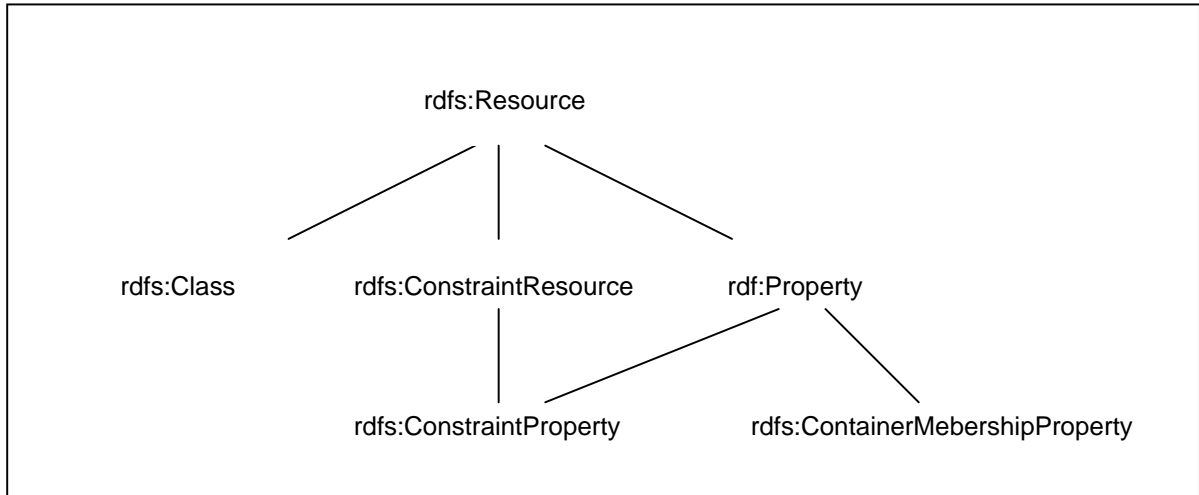 rdfs:Resource
rdfs:Class rdfs:ConstraintResource rdf:Property
rdfs:ConstraintProperty rdfs:ContainerMebershipProperty